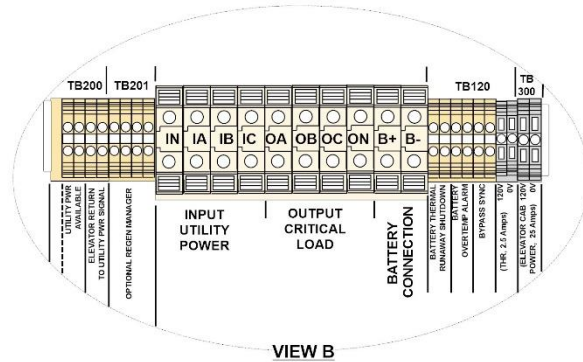 TB200
TB201
TB120
TB
300
IN
IA
IB
IC
OA
OB
OC
ON
B+
B-
UTILITY PWR
AVAILABLE
ELEVATOR RETURN
TO UTILITY PWR SIGNAL
OPTIONAL REGEN MANAGER
INPUT
UTILITY
POWER
OUTPUT
CRITICAL
LOAD
BATTERY
CONNECTION
BATTERY THERMAL
RUNAWAY SHUTDOWN
BATTERY
OVERTEMP ALARM
BYPASS SYNC
120V
(THR, 2.5 Amps)
0V
120V
(ELEVATOR CAB
POWER, 25 Amps)
0V
VIEW B